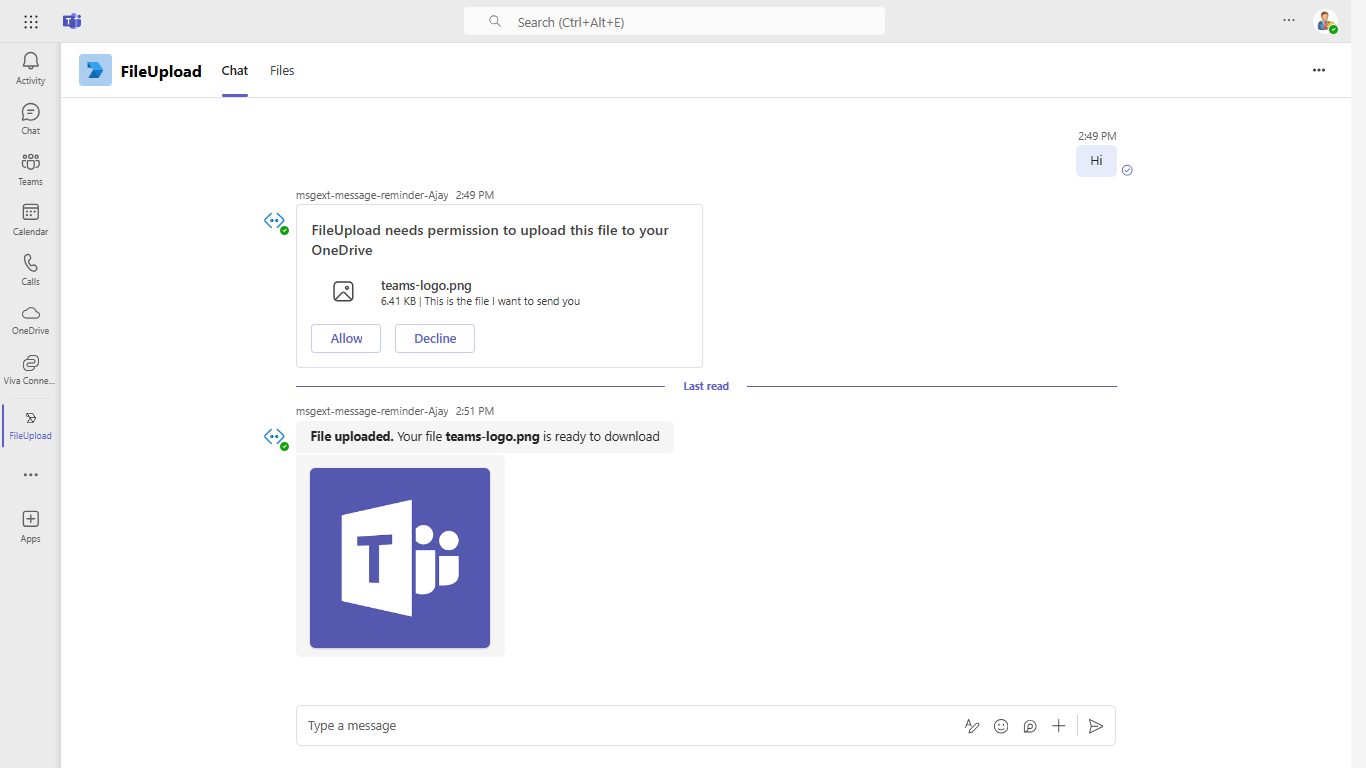 Search (Ctrl+Alt+E)
Activity
Chat
Teams
Calendar
Calls
OneDrive
Viva Conne...
FileUpload
Apps
FileUpload Chat Files
2:49 PM
Hi
msgext-message-reminder-Ajay 2:49 PM
FileUpload needs permission to upload this file to your
OneDrive
teams-logo.png
6.41 KB | This is the file I want to send you
Allow Decline
Last read
msgext-message-reminder-Ajay 2:51 PM
File uploaded. Your file teams-logo.png is ready to download
T
Type a message